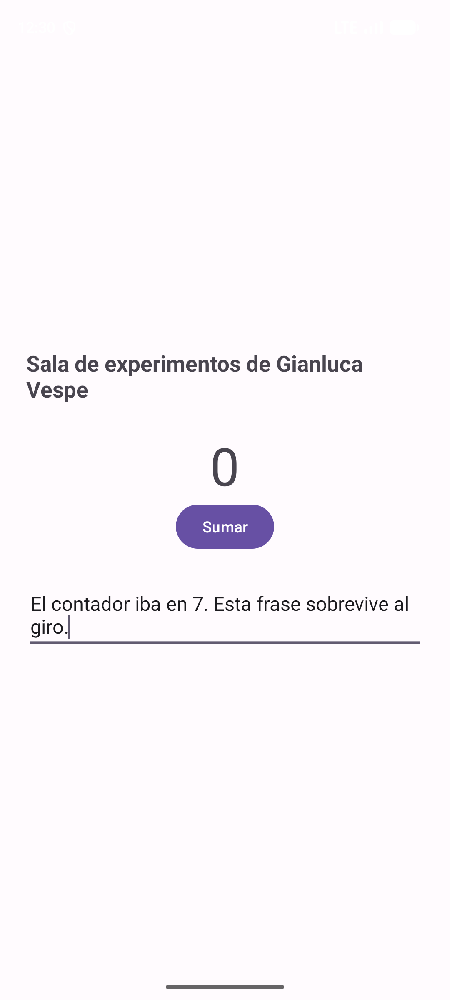 Sala de experimentos de Gianluca
Vespe
0
Sumar
El contador iba en 7. Esta frase sobrevive al
giro.